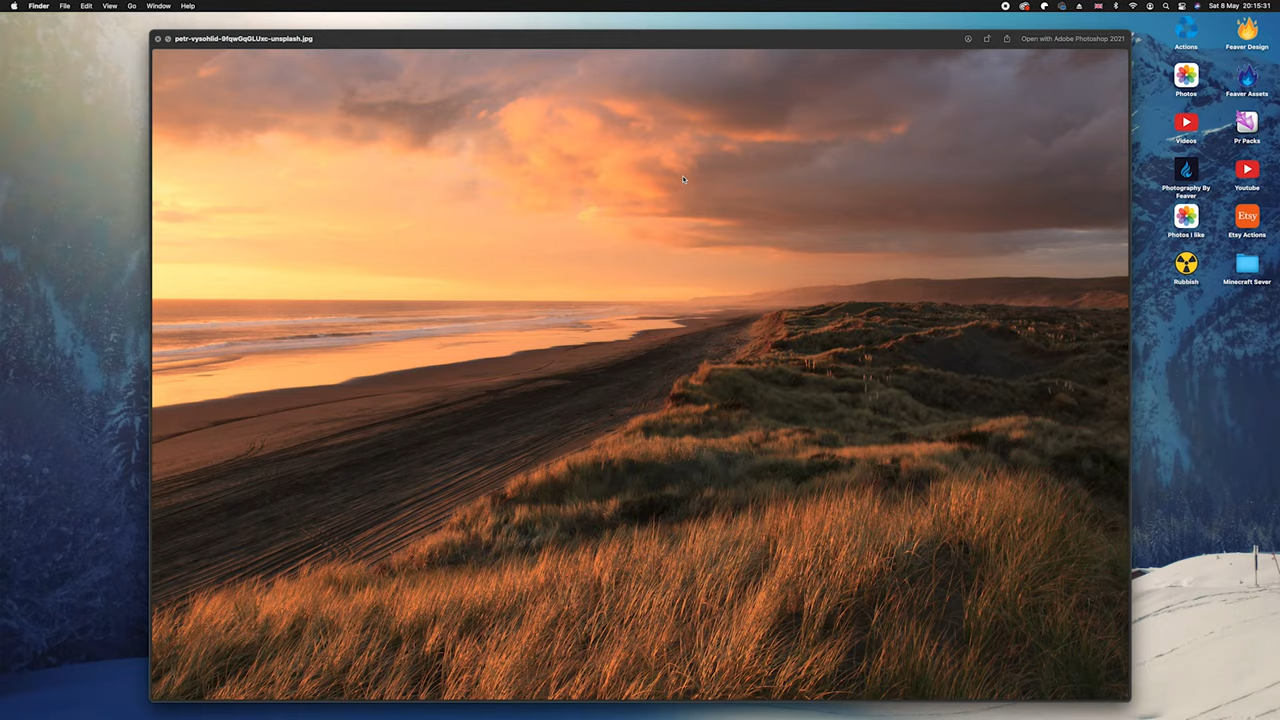 Finder File Edit View Go Window Help Sat 8 May 20:15:31
petr-vysohlid-9fqwGqGLUxc-unsplash.jpg Open with Adobe Photoshop 2021
Actions Feaver Design
Photos Feaver Assets
Videos Pr Packs
Photography By Feaver Youtube
Etsy
Photos I like Etsy Actions
Rubbish Minecraft Sever